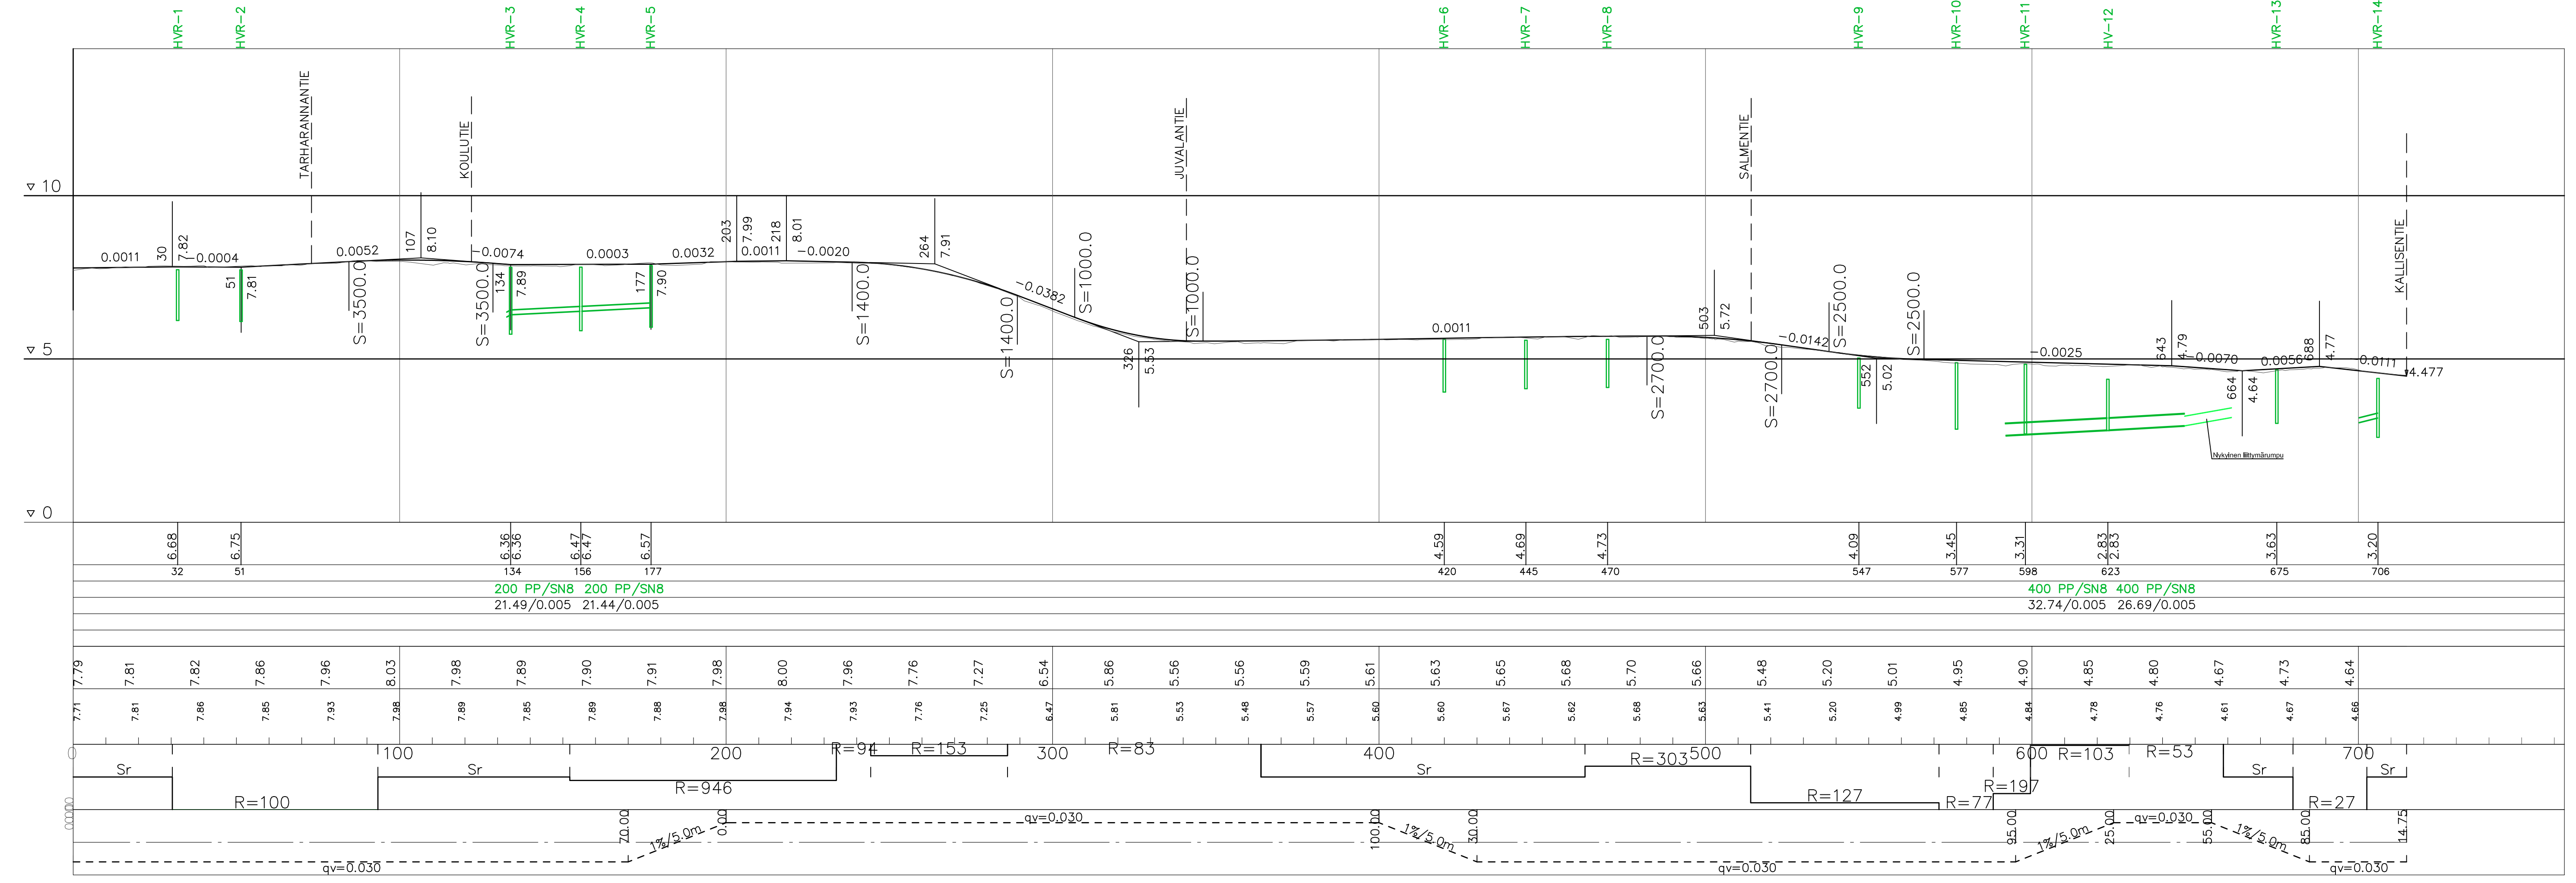 HVR-1 HVR-2 HVR-3 HVR-4 HVR-5 HVR-6 HVR-7 HVR-8 HVR-9 HVR-10 HVR-11 HV-12 HVR-13 HVR-14
TARHARANNANTIE
KOULUTIE
JUVALANTIE
SALMENTIE
KALLISENTIE
10
0.0011
30
7.82
-0.0004
51
7.81
0.0052
S=3500.0
107
8.10
-0.0074
S=3500.0
134
7.89
0.0003
177
7.90
0.0032
203
7.99
0.0011
218
8.01
-0.0020
S=1400.0
264
7.91
S=1400.0
-0.0382
S=1000.0
326
5.53
S=1000.0
0.0011
S=2700.0
503
5.72
S=2700.0
-0.0142
S=2500.0
552
5.02
S=2500.0
-0.0025
643
4.79
-0.0070
664
4.64
0.0056
688
4.77
-0.0111
4.477
5
Nykyinen liittymärumpu
0
6.68 6.75 6.36 6.36 6.47 6.47 6.57 4.59 4.69 4.73 4.09 3.45 3.31 2.83 2.83 3.63 3.20
32 51 134 156 177 420 445 470 547 577 598 623 675 706
200 PP/SN8 200 PP/SN8 400 PP/SN8 400 PP/SN8
21.49/0.005 21.44/0.005 32.74/0.005 26.69/0.005
7.79 7.81 7.82 7.86 7.96 8.03 7.98 7.89 7.90 7.91 7.98 8.00 7.96 7.76 7.27 6.54 5.86 5.56 5.56 5.59 5.61 5.63 5.65 5.68 5.70 5.66 5.48 5.20 5.01 4.95 4.90 4.85 4.80 4.67 4.73 4.64
7.71 7.81 7.86 7.85 7.93 7.98 7.89 7.85 7.89 7.88 7.98 7.94 7.93 7.76 7.25 6.47 5.81 5.53 5.48 5.57 5.60 5.60 5.67 5.62 5.68 5.63 5.41 5.20 4.99 4.85 4.84 4.78 4.76 4.61 4.67 4.66
0 100 200 300 400 500 600 700
Sr R=100 Sr R=946 R=94 R=153 R=83 Sr R=303 R=127 R=77 R=197 R=103 R=53 Sr R=27 Sr
70.00 1%/5.0m 0.00 qv=0.030 100.00 1%/5.0m 30.00 95.00 1%/5.0m 25.00 qv=0.030 55.00 1%/5.0m 85.00 14.75
qv=0.030 qv=0.030 qv=0.030